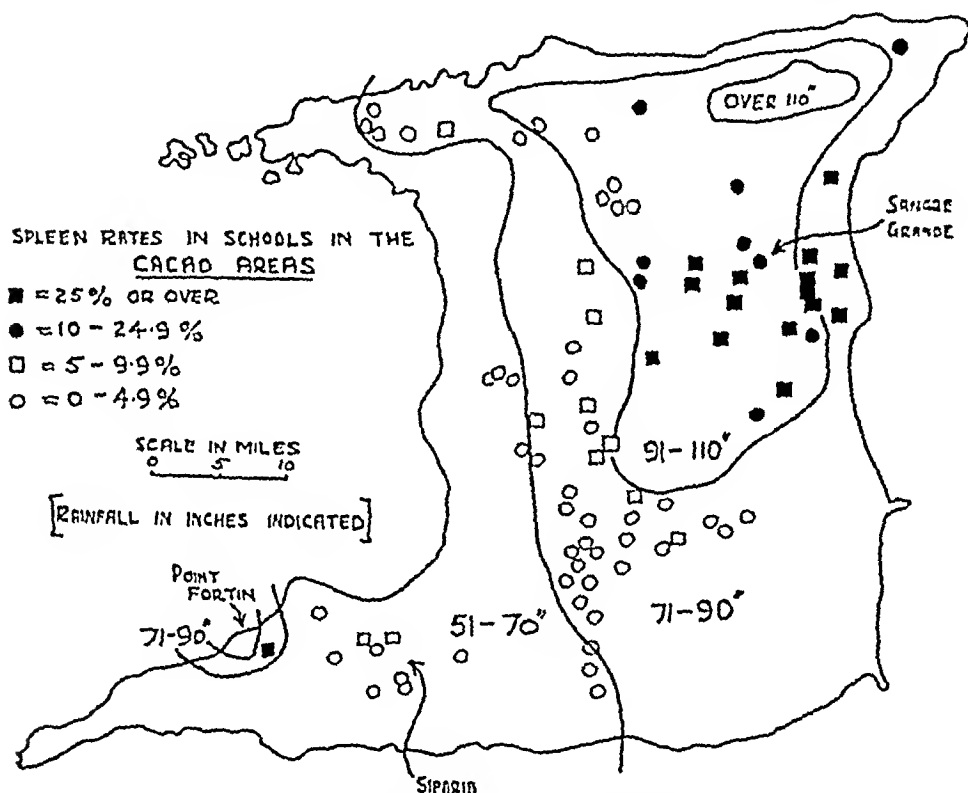 OVER 110"
SANGRE
GRANDE
SPLEEN RATES IN SCHOOLS IN THE
CACAO AREAS
= 25% OR OVER
= 10 - 24.9%
= 5 - 9.9%
= 0 - 4.9%
SCALE IN MILES
0 5 10
[RAINFALL IN INCHES INDICATED]
91-110"
POINT
FORTIN
71-90"
51-70"
71-90"
SIPARIA